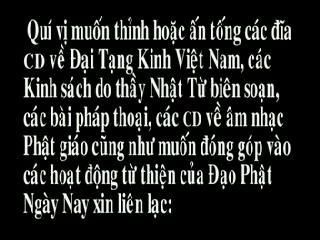 Quí vị muốn thỉnh hoặc ấn tống các đĩa
CD về Đại Tạng Kinh Việt Nam, các
Kinh sách do thầy Nhật Từ biên soạn,
các bài pháp thoại, các CD về âm nhạc
Phật giáo cũng như muốn đóng góp vào
các hoạt động từ thiện của Đạo Phật
Ngày Nay xin liên lạc: